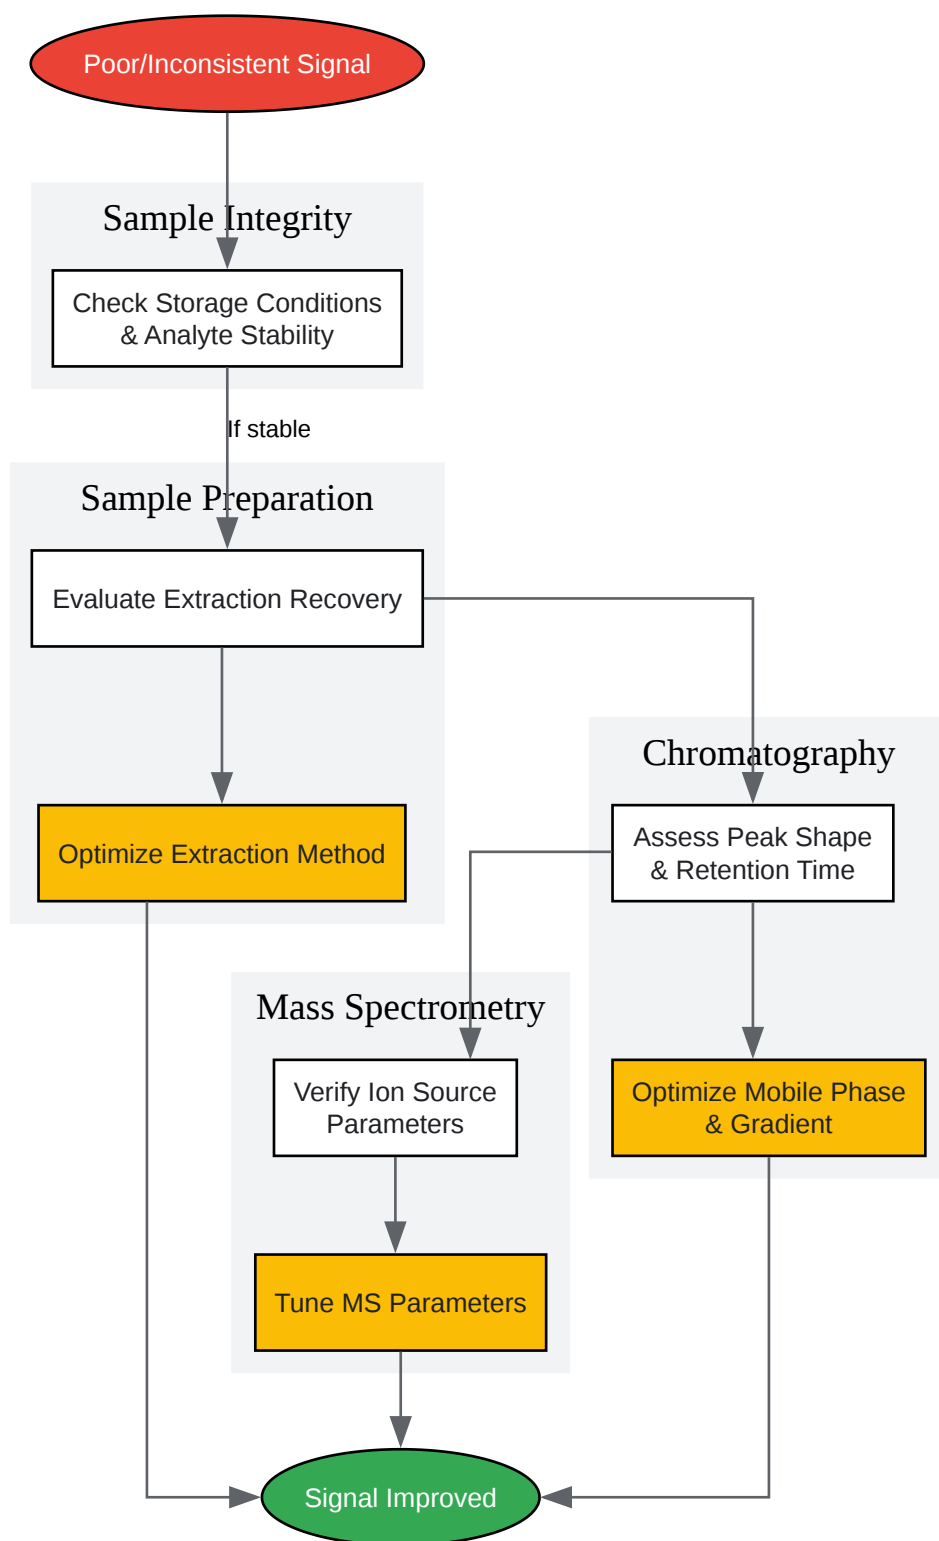 Poor/Inconsistent Signal
Sample Integrity
Check Storage Conditions
& Analyte Stability
If stable
Sample Preparation
Evaluate Extraction Recovery
Optimize Extraction Method
Chromatography
Assess Peak Shape
& Retention Time
Optimize Mobile Phase
& Gradient
Mass Spectrometry
Verify Ion Source
Parameters
Tune MS Parameters
Signal Improved